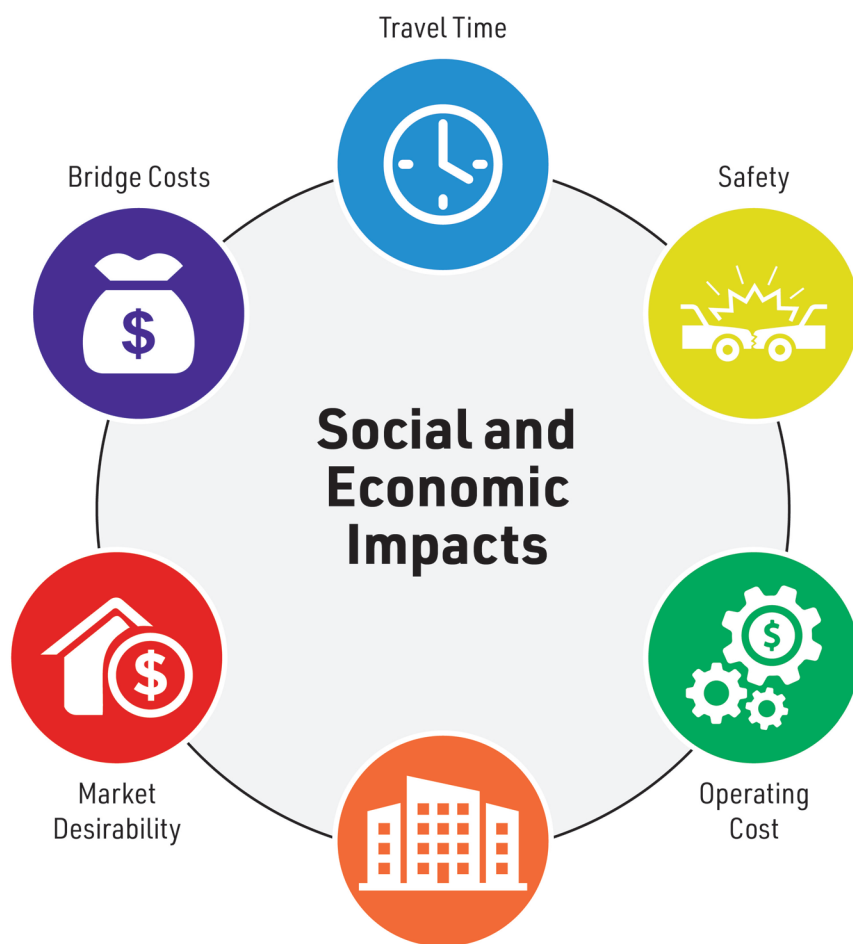 Travel Time
Bridge Costs
Safety
$
Social and
Economic
Impacts
$
$
Market
Desirability
Operating
Cost